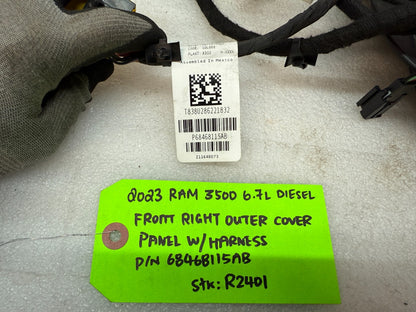 Assembled In Mexico
T838U286221832
P68468115AB
2023 RAM 3500 6.7L DIESEL
FRONT RIGHT OUTER COVER
PANEL W/HARNESS
P/N 68468115AB
STK: R2401